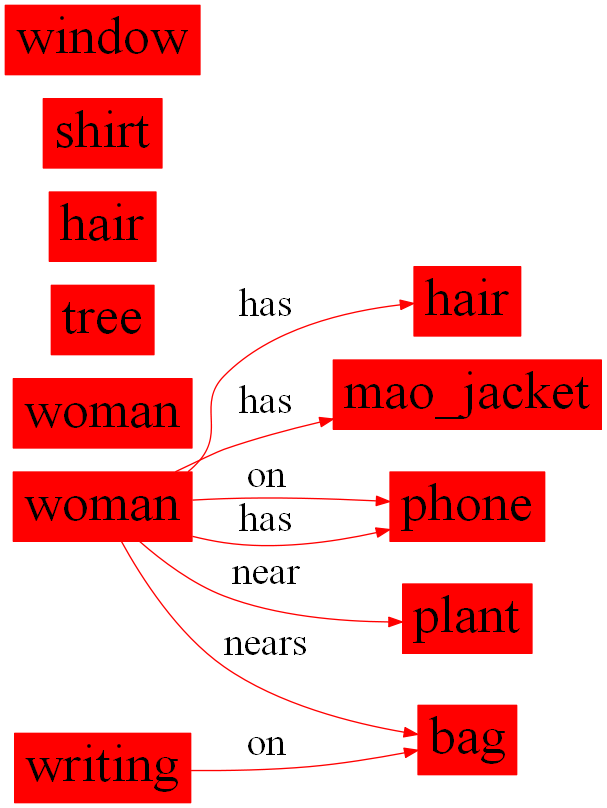 window
shirt
hair
tree
woman
woman
writing
has
has
on
has
near
nears
on
hair
mao_jacket
phone
plant
bag